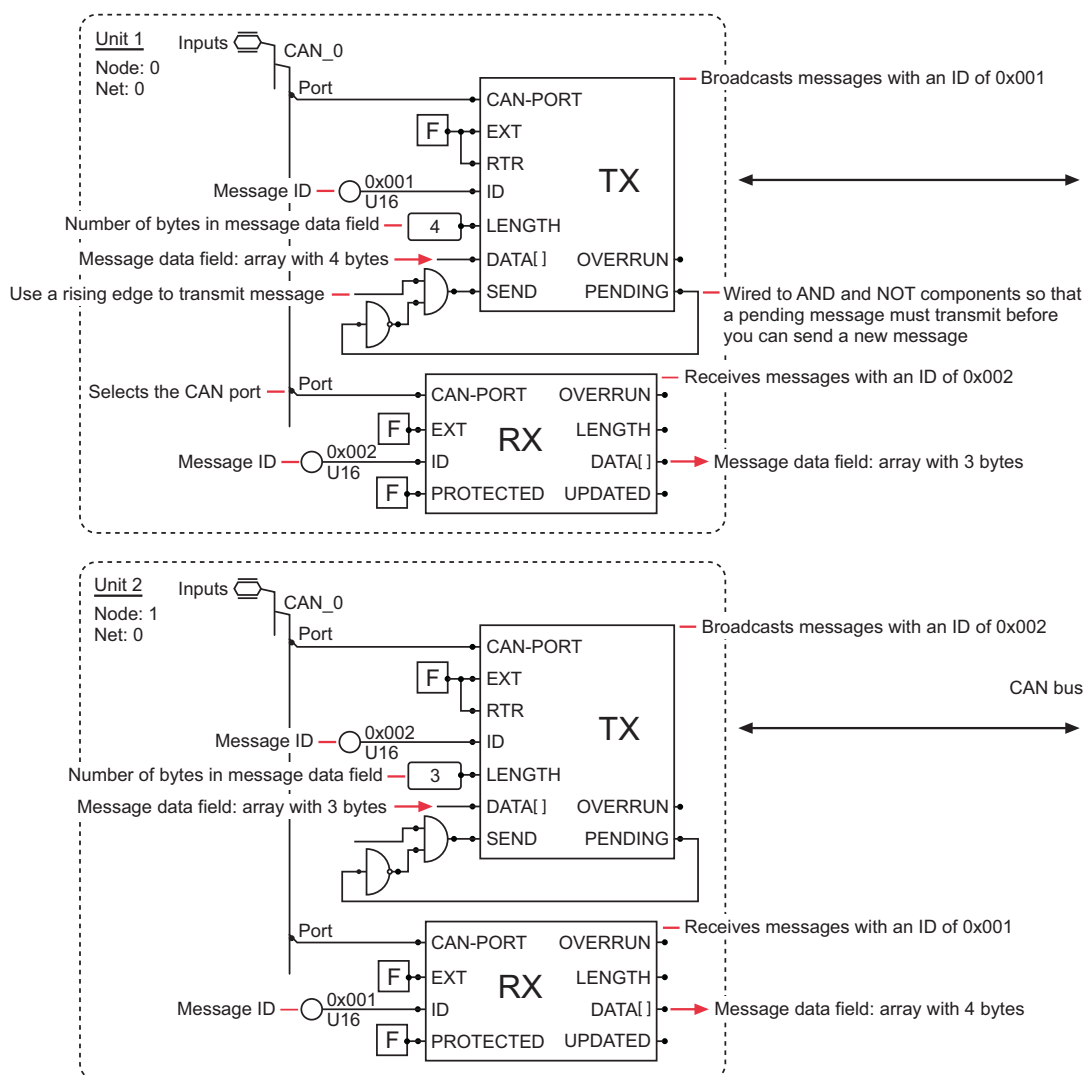 Unit 1
Node: 0
Net: 0
Inputs
CAN_0
Port
CAN-PORT
Broadcasts messages with an ID of 0x001
F
EXT
RTR
TX
Message ID
0x001
U16
ID
Number of bytes in message data field
4
LENGTH
Message data field: array with 4 bytes
DATA[ ]
OVERRUN
Use a rising edge to transmit message
SEND
PENDING
Wired to AND and NOT components so that
a pending message must transmit before
you can send a new message
Selects the CAN port
Port
CAN-PORT
OVERRUN
Receives messages with an ID of 0x002
F
EXT
RX
LENGTH
Message ID
0x002
U16
ID
DATA[ ]
Message data field: array with 3 bytes
F
PROTECTED
UPDATED
Unit 2
Node: 1
Net: 0
Inputs
CAN_0
Port
CAN-PORT
Broadcasts messages with an ID of 0x002
F
EXT
RTR
TX
CAN bus
Message ID
0x002
U16
ID
Number of bytes in message data field
3
LENGTH
Message data field: array with 3 bytes
DATA[ ]
OVERRUN
SEND
PENDING
Port
CAN-PORT
OVERRUN
Receives messages with an ID of 0x001
F
EXT
RX
LENGTH
Message ID
0x001
U16
ID
DATA[ ]
Message data field: array with 4 bytes
F
PROTECTED
UPDATED